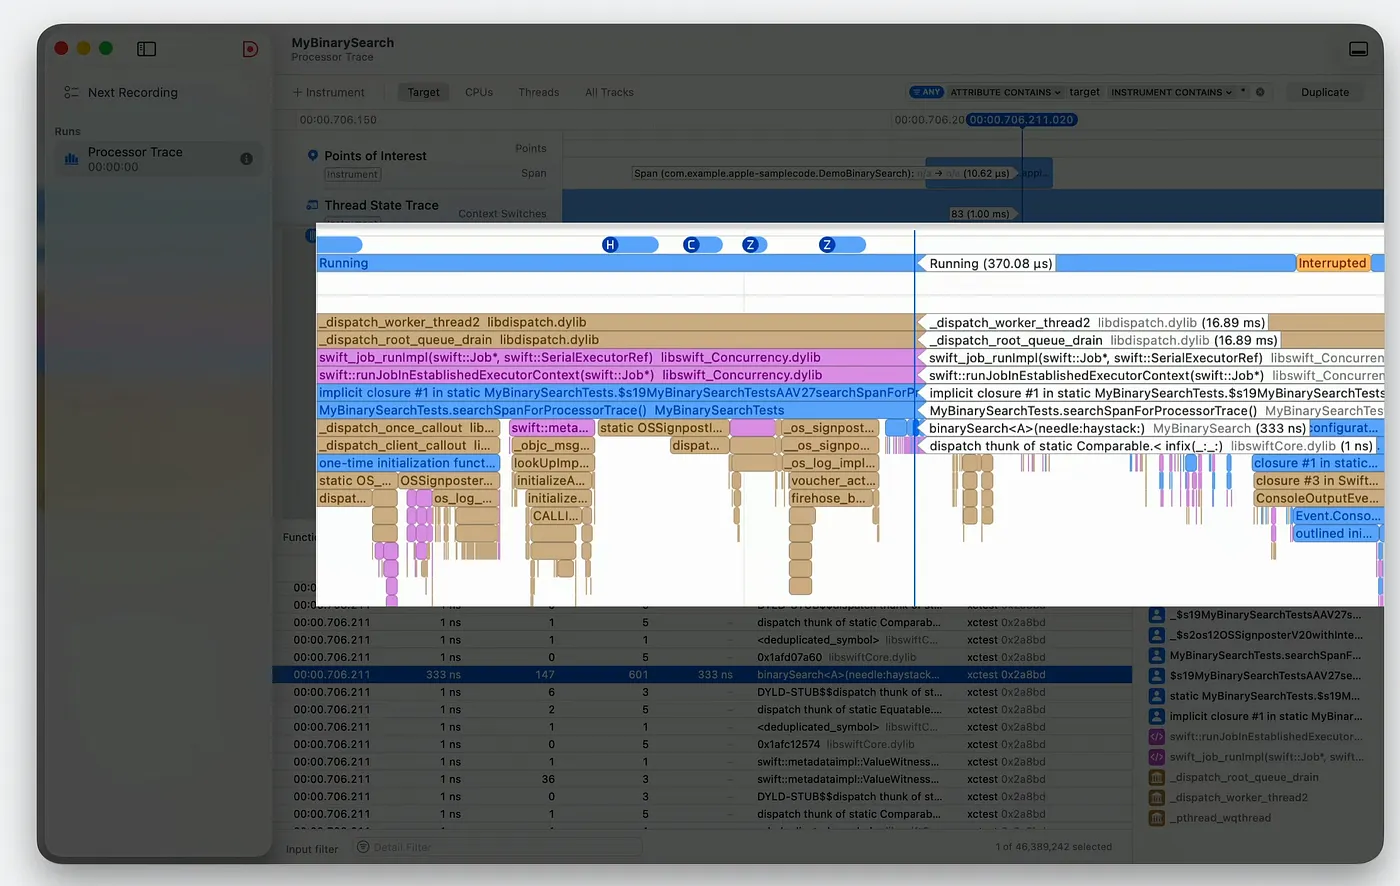 MyBinarySearch
Processor Trace
Next Recording
+ Instrument Target CPUs Threads All Tracks ANY ATTRIBUTE CONTAINS target INSTRUMENT CONTAINS * Duplicate
Runs
Processor Trace
00:00:00
00:00.706.150 00:00.706.20 00:00.706.211.020
Points of Interest Points
Instrument Span Span (com.example.apple-samplecode.DemoBinarySearch): n/a → n/a (10.62 µs) appl...
Thread State Trace Context Switches 83 (1.00 ms)
H C Z Z
Running Running (370.08 µs) Interrupted
_dispatch_worker_thread2 libdispatch.dylib _dispatch_worker_thread2 libdispatch.dylib (16.89 ms)
_dispatch_root_queue_drain libdispatch.dylib _dispatch_root_queue_drain libdispatch.dylib (16.89 ms)
swift_job_runImpl(swift::Job*, swift::SerialExecutorRef) libswift_Concurrency.dylib swift_job_runImpl(swift::Job*, swift::SerialExecutorRef) libswift_Concurren
swift::runJobInEstablishedExecutorContext(swift::Job*) libswift_Concurrency.dylib swift::runJobInEstablishedExecutorContext(swift::Job*) libswift_Concurren
implicit closure #1 in static MyBinarySearchTests.$s19MyBinarySearchTestsAAV27searchSpanForPr implicit closure #1 in static MyBinarySearchTests.$s19MyBinarySearchTests
MyBinarySearchTests.searchSpanForProcessorTrace() MyBinarySearchTests MyBinarySearchTests.searchSpanForProcessorTrace() MyBinarySearchTes
_dispatch_once_callout lib... swift::meta... static OSSignpostI... _os_signpost... binarySearch<A>(needle:haystack:) MyBinarySearch (333 ns) :onfigurat...
_dispatch_client_callout li... _objc_msg... dispat... __os_signpo... dispatch thunk of static Comparable.< infix(_:_:) libswiftCore.dylib (1 ns)
one-time initialization funct... lookUpImp... _os_log_impl... closure #1 in static...
static OS_... OSSignposter... initializeA... voucher_act... closure #3 in Swift...
dispat... os_log_... initialize... firehose_b... ConsoleOutputEve...
CALLI... Event.Conso...
Functi outlined ini...
00:0
_$s19MyBinarySearchTestsAAV27s...
00:00.706.211 1 ns 1 5 – dispatch thunk of static Comparab... xctest 0x2a8bd
_$s2os12OSSignposterV20withInte...
00:00.706.211 1 ns 1 1 – <deduplicated_symbol> libswiftC... xctest 0x2a8bd
MyBinarySearchTests.searchSpanF...
00:00.706.211 1 ns 0 5 – 0x1afd07a60 libswiftCore.dylib xctest 0x2a8bd
00:00.706.211 333 ns 147 601 333 ns binarySearch<A>(needle:haystack... xctest 0x2a8bd
$s19MyBinarySearchTestsAAV27se...
00:00.706.211 1 ns 6 3 – DYLD-STUB$$dispatch thunk of st... xctest 0x2a8bd
static MyBinarySearchTests.$s19M...
00:00.706.211 1 ns 2 5 – dispatch thunk of static Equatable.... xctest 0x2a8bd
implicit closure #1 in static MyBinar...
00:00.706.211 1 ns 1 1 – <deduplicated_symbol> libswiftC... xctest 0x2a8bd
swift::runJobInEstablishedExecutor...
00:00.706.211 1 ns 0 5 – 0x1afc12574 libswiftCore.dylib xctest 0x2a8bd
swift_job_runImpl(swift::Job*, swift...
00:00.706.211 1 ns 1 1 – swift::metadataimpl::ValueWitness... xctest 0x2a8bd
_dispatch_root_queue_drain
00:00.706.211 1 ns 36 3 – swift::metadataimpl::ValueWitness... xctest 0x2a8bd
_dispatch_worker_thread2
00:00.706.211 1 ns 0 3 – DYLD-STUB$$dispatch thunk of st... xctest 0x2a8bd
_pthread_wqthread
00:00.706.211 1 ns 1 5 – dispatch thunk of static Comparab... xctest 0x2a8bd
Input filter Detail Filter 1 of 46,389,242 selected